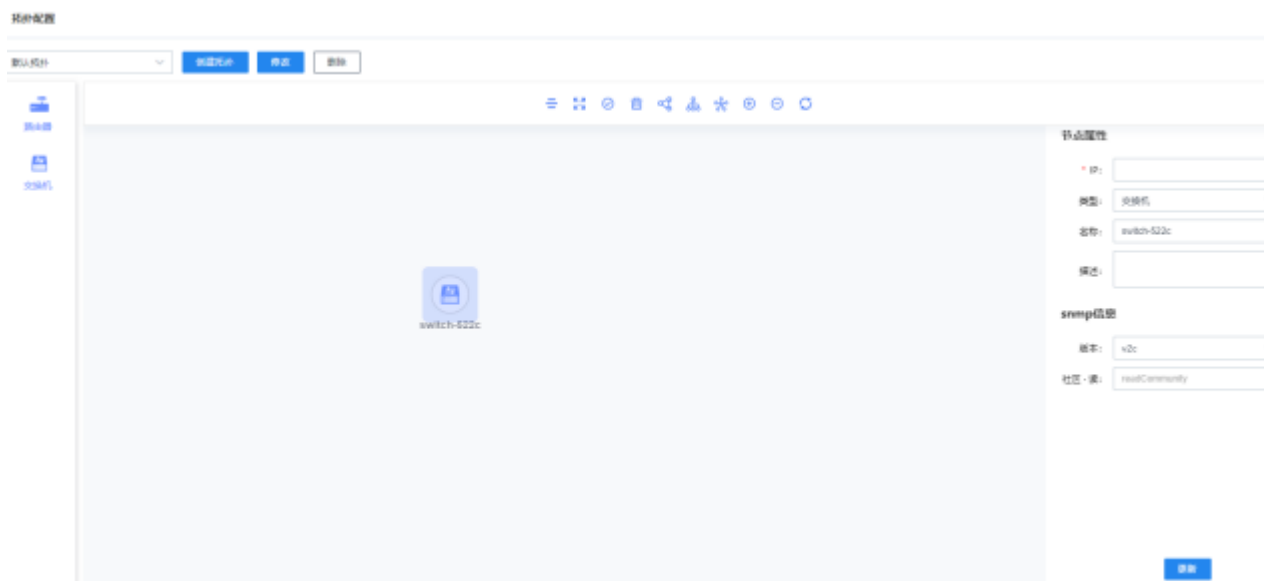 拓扑配置
默认拓扑 创建拓扑 修改 删除
路由器
交换机
switch-522c
节点属性
* IP:
类型: 交换机
名称: switch-522c
描述:
snmp信息
版本: v2c
社区-读: readCommunity
更新